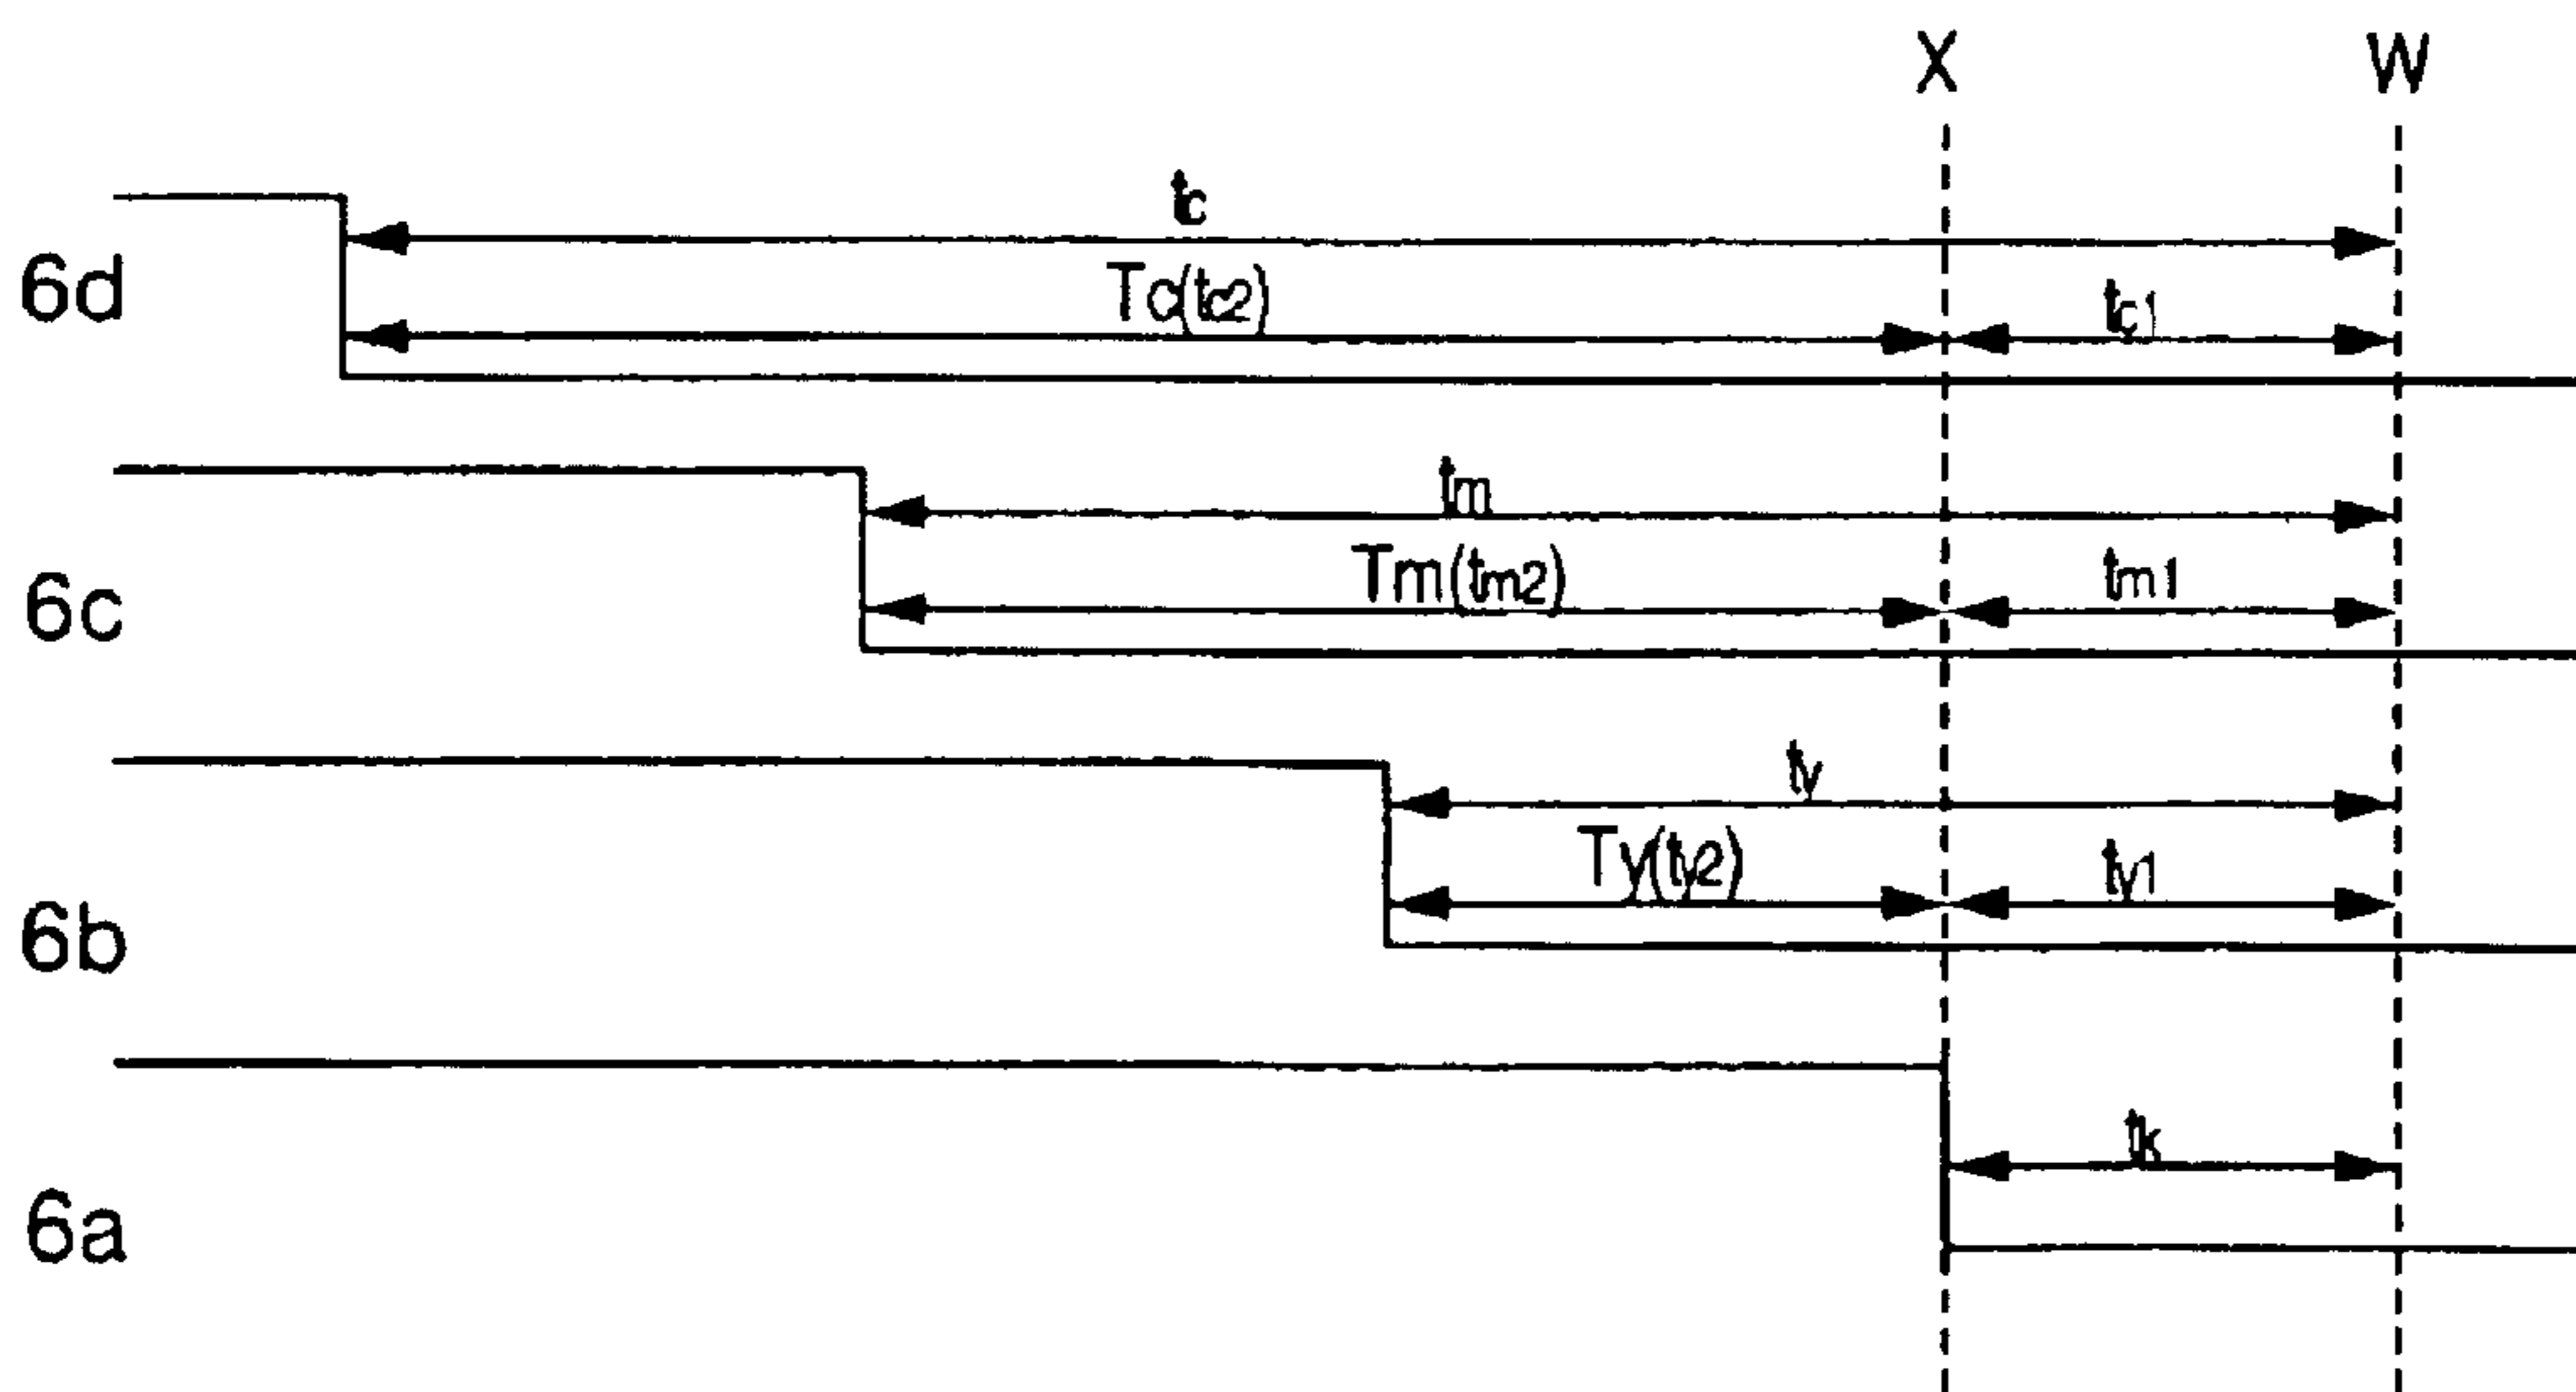 X W
tc
6d Tc(tc2) tc1
tm
6c Tm(tm2) tm1
ty
6b Ty(ty2) ty1
tk
6a